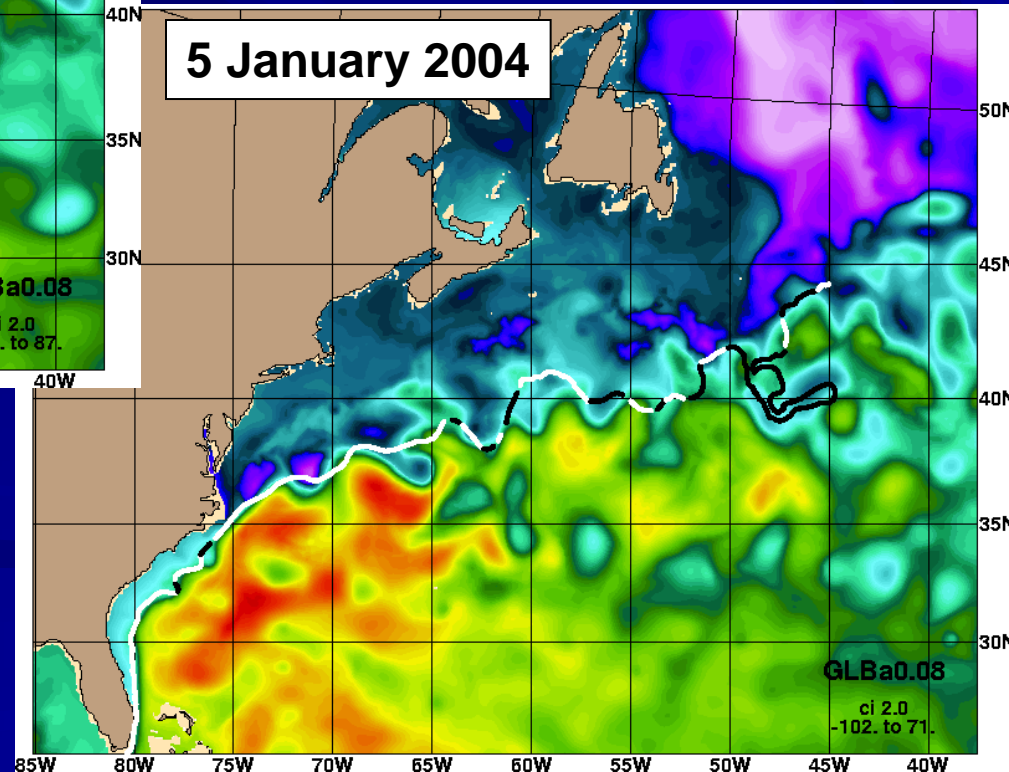 40N
35N
30N
Ba0.08
i 2.0
. to 87.
40W
5 January 2004
50N
45N
40N
35N
30N
GLBa0.08
ci 2.0
-102. to 71.
85W 80W 75W 70W 65W 60W 55W 50W 45W 40W